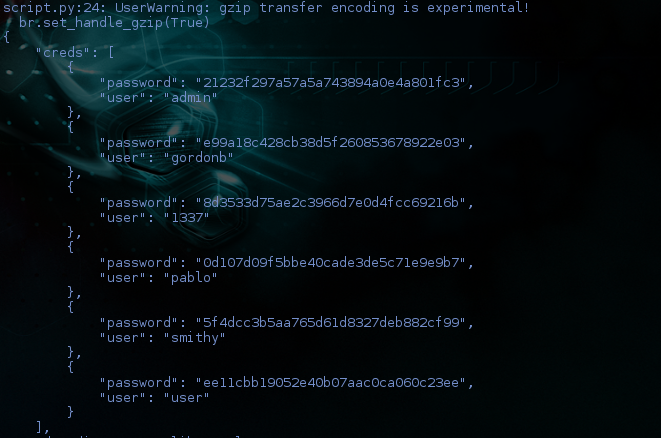 script.py:24: UserWarning: gzip transfer encoding is experimental!
  br.set_handle_gzip(True)
{
    "creds": [
        {
            "password": "21232f297a57a5a743894a0e4a801fc3",
            "user": "admin"
        },
        {
            "password": "e99a18c428cb38d5f260853678922e03",
            "user": "gordonb"
        },
        {
            "password": "8d3533d75ae2c3966d7e0d4fcc69216b",
            "user": "1337"
        },
        {
            "password": "0d107d09f5bbe40cade3de5c71e9e9b7",
            "user": "pablo"
        },
        {
            "password": "5f4dcc3b5aa765d61d8327deb882cf99",
            "user": "smithy"
        },
        {
            "password": "ee11cbb19052e40b07aac0ca060c23ee",
            "user": "user"
        }
    ],